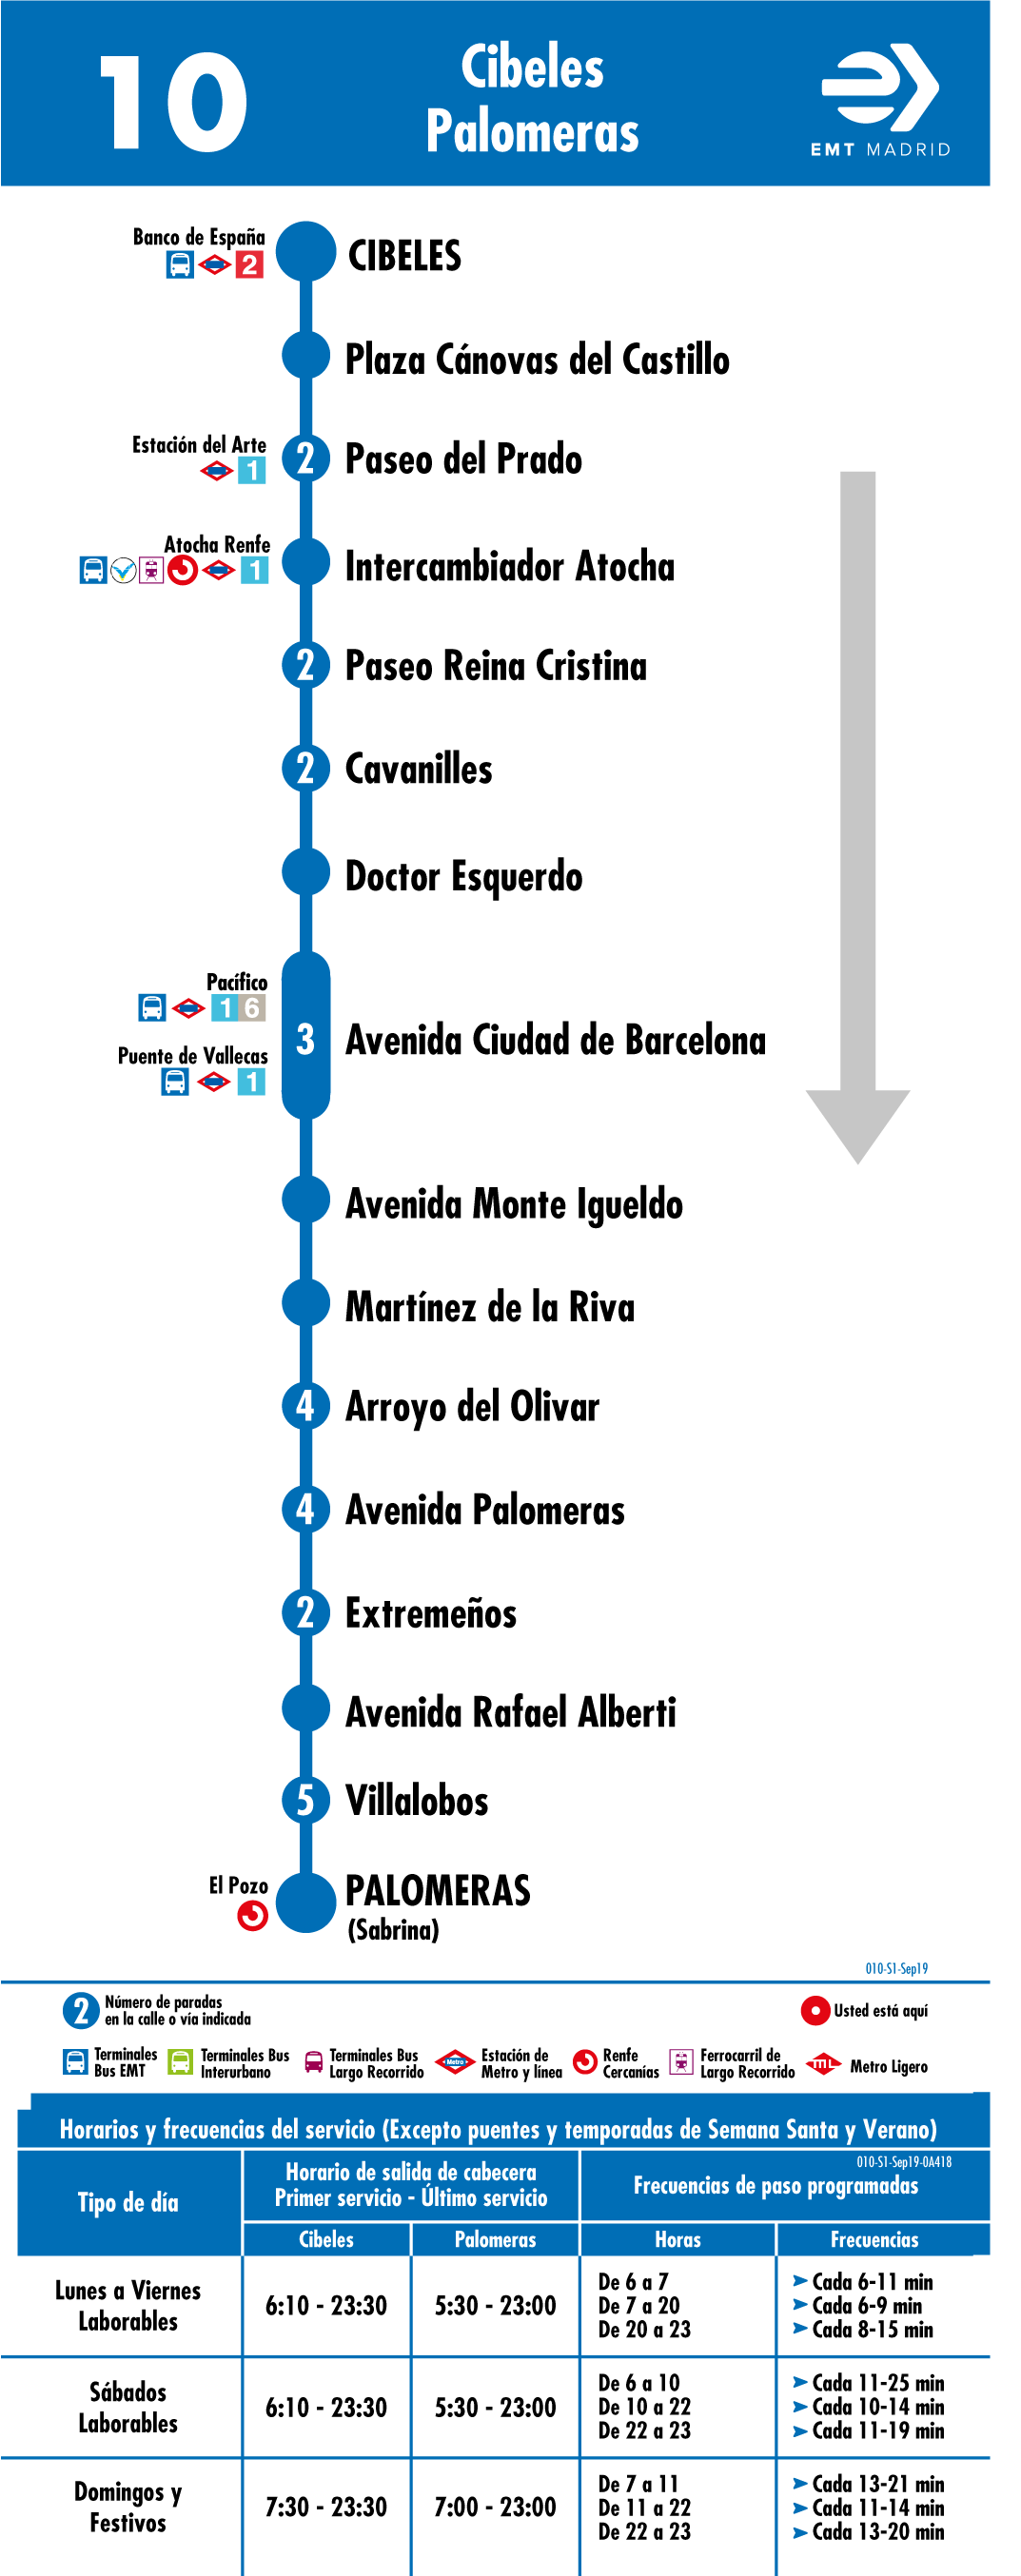 10
Cibeles
Palomeras
EMT MADRID
Banco de España
2
CIBELES
Plaza Cánovas del Castillo
Estación del Arte
1
2
Paseo del Prado
Atocha Renfe
1
Intercambiador Atocha
2
Paseo Reina Cristina
2
Cavanilles
Doctor Esquerdo
Pacífico
1 6
3
Avenida Ciudad de Barcelona
Puente de Vallecas
1
Avenida Monte Igueldo
Martínez de la Riva
4
Arroyo del Olivar
4
Avenida Palomeras
2
Extremeños
Avenida Rafael Alberti
5
Villalobos
El Pozo
PALOMERAS
(Sabrina)
010-S1-Sep19
2
Número de paradas
en la calle o vía indicada
Usted está aquí
Terminales
Bus EMT
Terminales Bus
Interurbano
Terminales Bus
Largo Recorrido
Metro
Estación de
Metro y línea
Renfe
Cercanías
Ferrocarril de
Largo Recorrido
ML
Metro Ligero
Horarios y frecuencias del servicio (Excepto puentes y temporadas de Semana Santa y Verano)
010-S1-Sep19-0A418
Tipo de día
Horario de salida de cabecera
Primer servicio - Último servicio
Frecuencias de paso programadas
Cibeles
Palomeras
Horas
Frecuencias
Lunes a Viernes
Laborables
6:10 - 23:30
5:30 - 23:00
De 6 a 7
Cada 6-11 min
De 7 a 20
Cada 6-9 min
De 20 a 23
Cada 8-15 min
Sábados
Laborables
6:10 - 23:30
5:30 - 23:00
De 6 a 10
Cada 11-25 min
De 10 a 22
Cada 10-14 min
De 22 a 23
Cada 11-19 min
Domingos y
Festivos
7:30 - 23:30
7:00 - 23:00
De 7 a 11
Cada 13-21 min
De 11 a 22
Cada 11-14 min
De 22 a 23
Cada 13-20 min